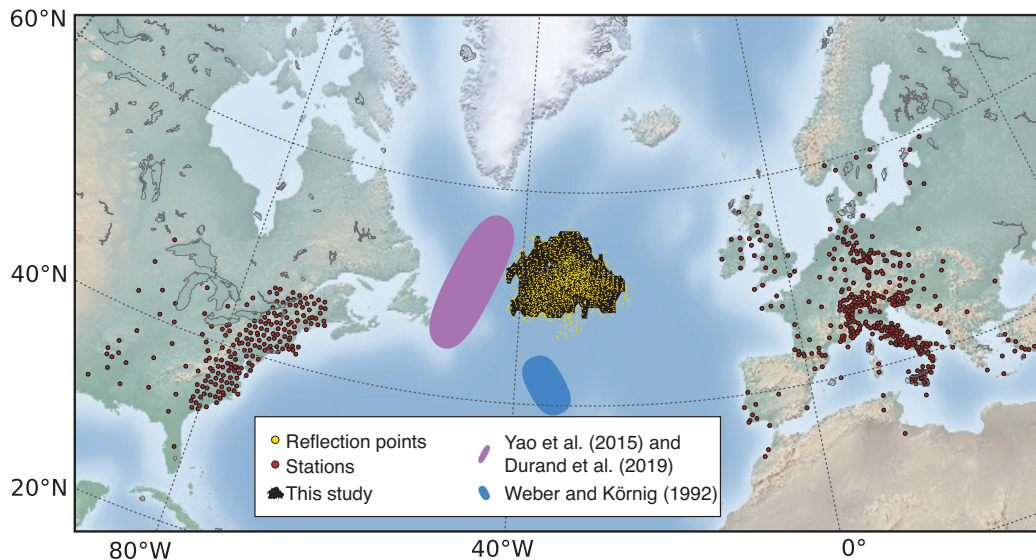 60°N
40°N
20°N
Reflection points
Stations
This study
Yao et al. (2015) and
Durand et al. (2019)
Weber and Körnig (1992)
80°W
40°W
0°